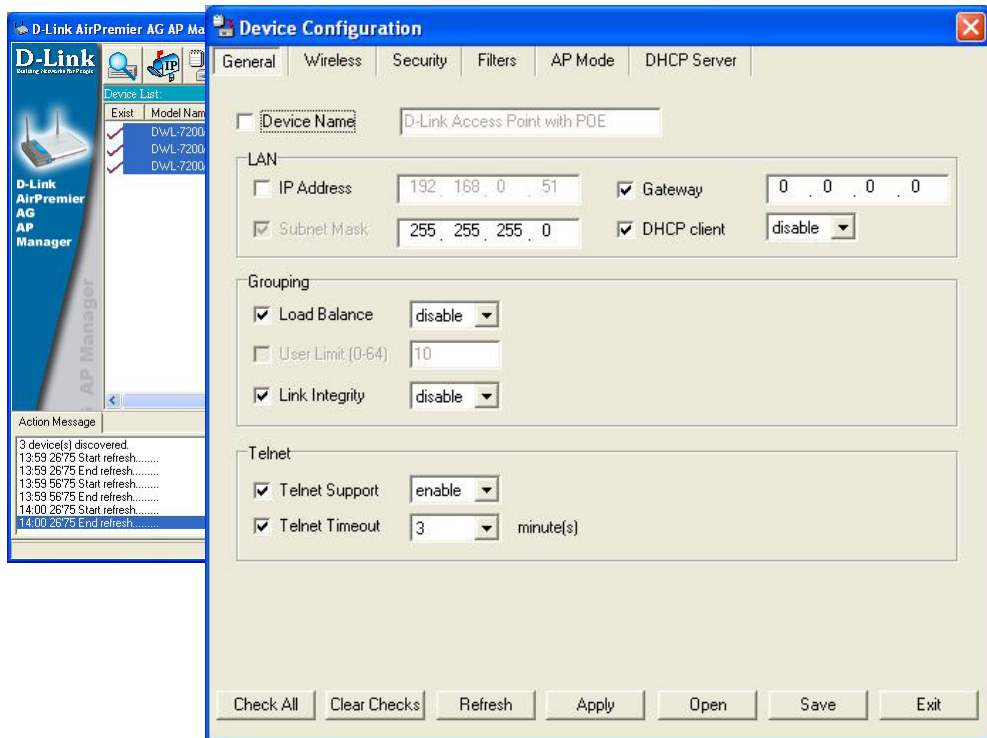 D-Link AirPremier AG AP Ma
D-Link
Building Networks for People
IP
Device List:
Exist Model Nam
DWL-7200
DWL-7200
DWL-7200
D-Link
AirPremier
AG
AP
Manager
AP Manager
Action Message
3 device(s) discovered.
13:59 26'75 Start refresh........
13:59 26'75 End refresh........
13:59 56'75 Start refresh........
13:59 56'75 End refresh........
14:00 26'75 Start refresh........
14:00 26'75 End refresh........
Device Configuration
General Wireless Security Filters AP Mode DHCP Server
Device Name D-Link Access Point with POE
LAN
IP Address 192 . 168 . 0 . 51 Gateway 0 . 0 . 0 . 0
Subnet Mask 255 . 255 . 255 . 0 DHCP client disable
Grouping
Load Balance disable
User Limit (0-64) 10
Link Integrity disable
Telnet
Telnet Support enable
Telnet Timeout 3 minute(s)
Check All Clear Checks Refresh Apply Open Save Exit